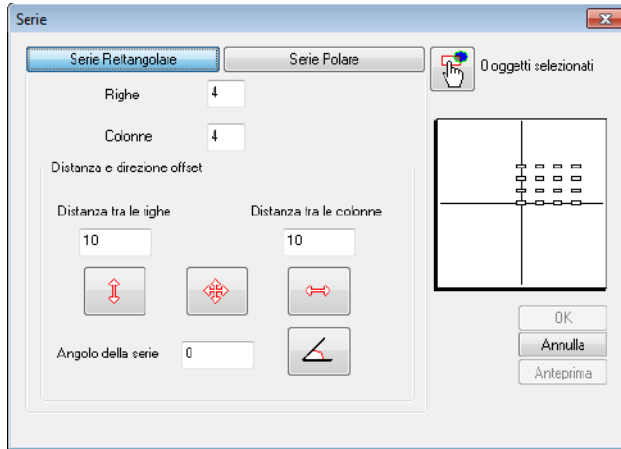 Serie
Serie Rettangolare
Serie Polare
0 oggetti selezionati
Righe
4
Colonne
4
Distanza e direzione offset
Distanza tra le righe
Distanza tra le colonne
10
10
Angolo della serie
0
OK
Annulla
Anteprima